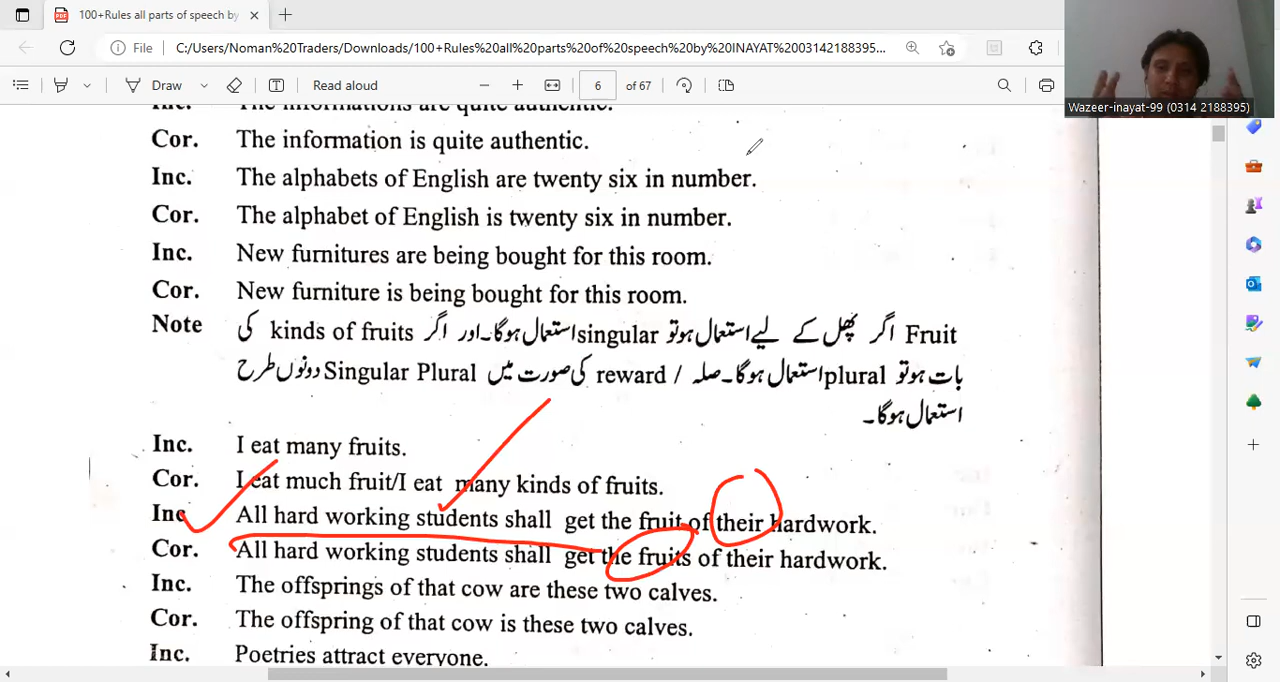 100+Rules all parts of speech by
File C:/Users/Noman%20Traders/Downloads/100+Rules%20all%20parts%20of%20speech%20by%20INAYAT%2003142188395...
Draw Read aloud 6 of 67
Wazeer-inayat-99 (0314 2188395)
Inc. The informations are quite authentic.
Cor. The information is quite authentic.
Inc. The alphabets of English are twenty six in number.
Cor. The alphabet of English is twenty six in number.
Inc. New furnitures are being bought for this room.
Cor. New furniture is being bought for this room.
Note Fruit اگر پھل کے لیے استعمال ہو تو singular استعمال ہوگا۔ اور اگر kinds of fruits کی
بات ہو تو plural استعمال ہوگا۔ صلہ / reward کی صورت میں Singular Plural دونوں طرح
استعمال ہوگا۔
Inc. I eat many fruits.
Cor. I eat much fruit/I eat many kinds of fruits.
Inc All hard working students shall get the fruit of their hardwork.
Cor. All hard working students shall get the fruits of their hardwork.
Inc. The offsprings of that cow are these two calves.
Cor. The offspring of that cow is these two calves.
Inc. Poetries attract everyone.